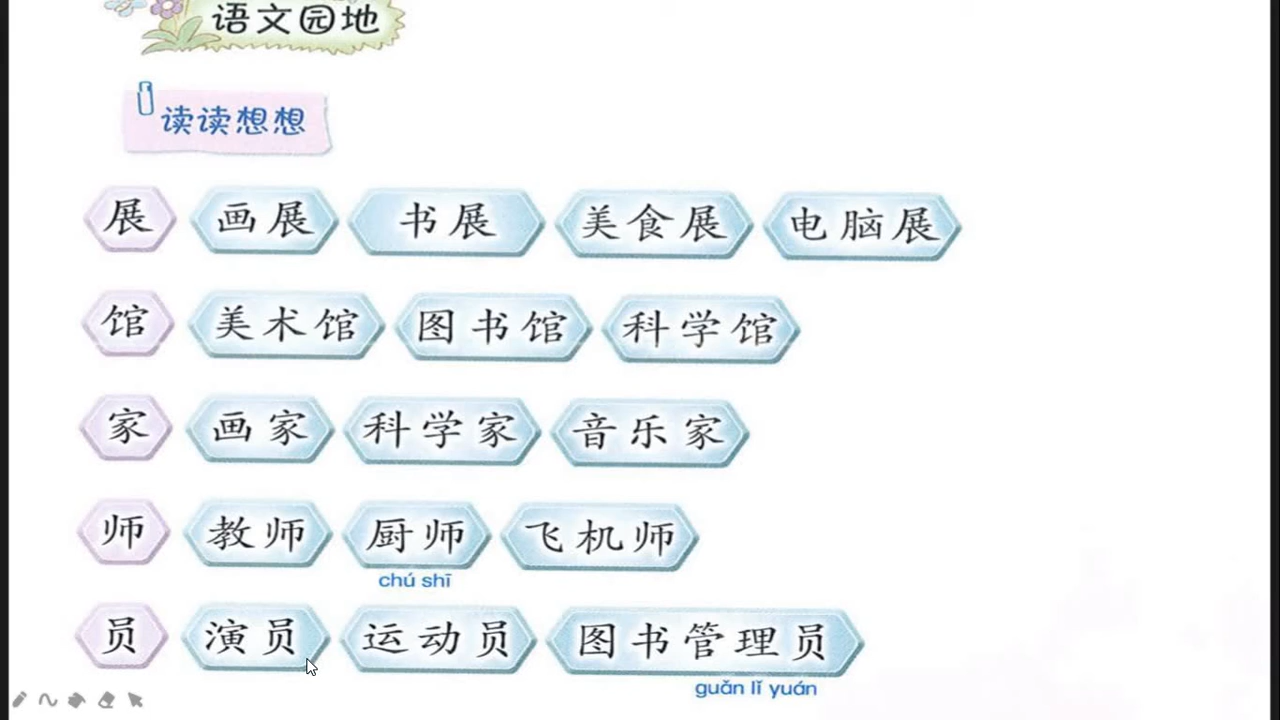 语文园地
读读想想
展 画展 书展 美食展 电脑展
馆 美术馆 图书馆 科学馆
家 画家 科学家 音乐家
师 教师 厨师 飞机师
chú shī
员 演员 运动员 图书管理员
guǎn lǐ yuán